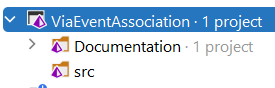 ViaEventAssociation · 1 project
Documentation · 1 project
src